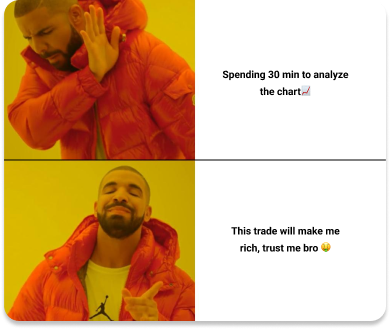 Spending 30 min to analyze
the chart📈
This trade will make me
rich, trust me bro 🤑